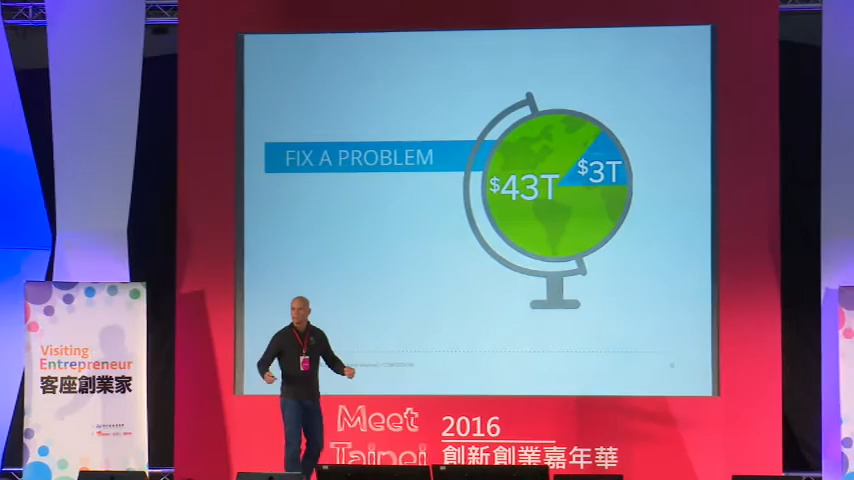 FIX A PROBLEM
$43T
$3T
Visiting
Entrepreneur
客座創業家
Meet
Taipei
2016
創新創業嘉年華